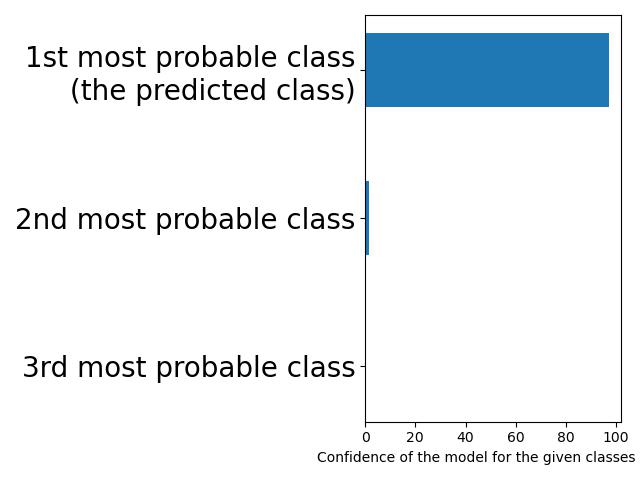 1st most probable class
(the predicted class)
2nd most probable class
3rd most probable class
0 20 40 60 80 100
Confidence of the model for the given classes